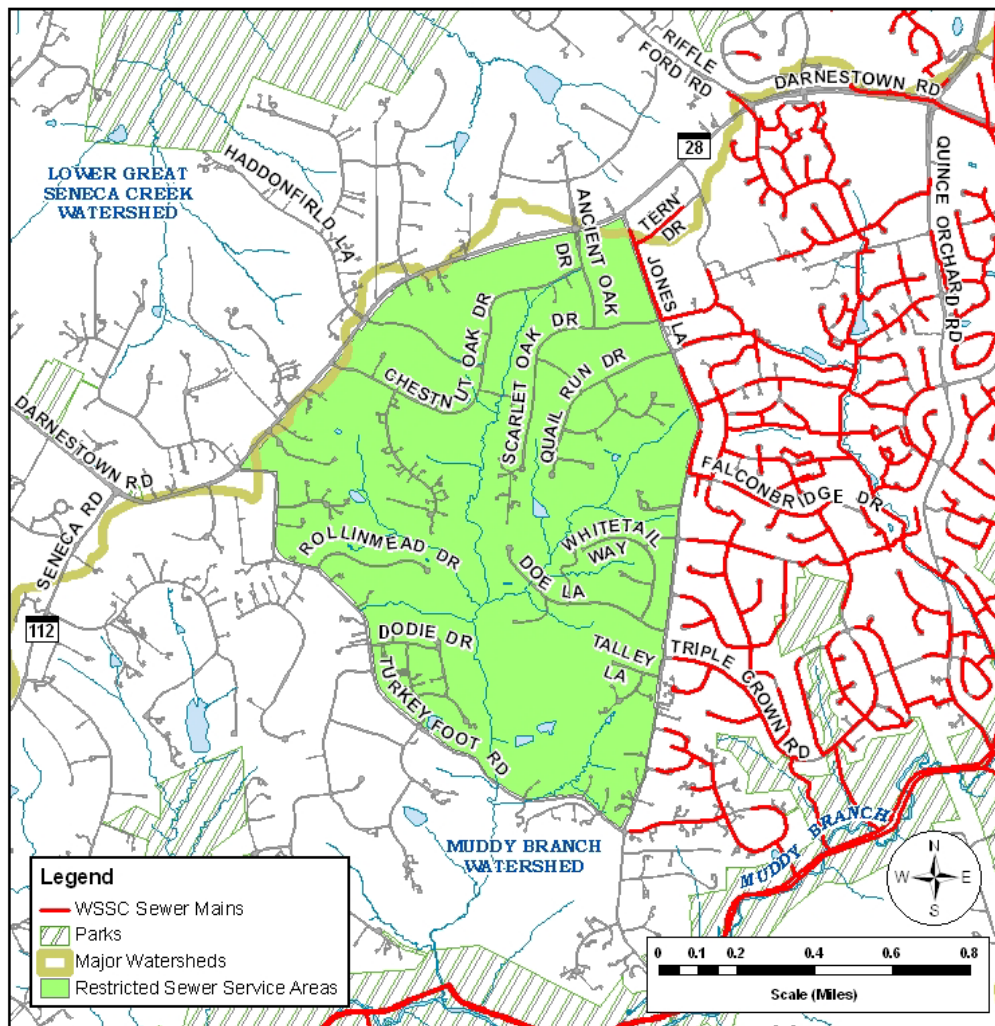 RIFFLE
FORD RD
DARNESTOWN RD
28
LOWER GREAT
SENECA CREEK
WATERSHED
HADDONFIRLD LA
QUINCE ORCHARD RD
TERN
DR
ANCIENT OAK
DR
JONES LA
CHESTNUT OAK DR
SCARLET OAK DR
QUAIL RUN DR
DARNESTOWN RD
SENECA RD
FALCONBRIDGE DR
ROLLINMEAD DR
WHITETAIL
WAY
DOE LA
112
DODIE DR
TALLEY
LA
TRIPLE CROWN RD
TURKEY FOOT RD
MUDDY BRANCH
WATERSHED
MUDDY BRANCH
N
W E
S
Legend
WSSC Sewer Mains
Parks
Major Watersheds
Restricted Sewer Service Areas
0 0.1 0.2 0.4 0.6 0.8
Scale (Miles)